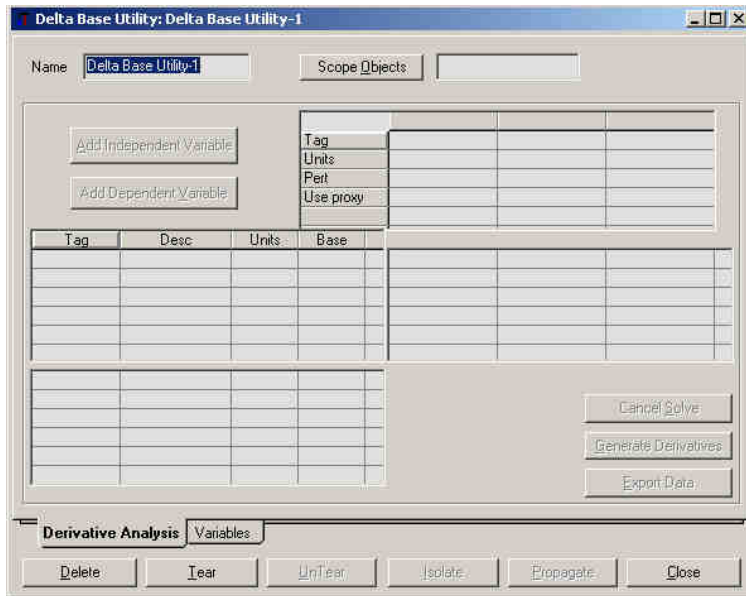 Delta Base Utility: Delta Base Utility-1
Name Delta Base Utility-1 Scope Objects
Add Independent Variable
Add Dependent Variable
Tag
Units
Pert
Use proxy
Tag Desc Units Base
Cancel Solve
Generate Derivatives
Export Data
Derivative Analysis Variables
Delete Tear UnTear Isolate Propagate Close